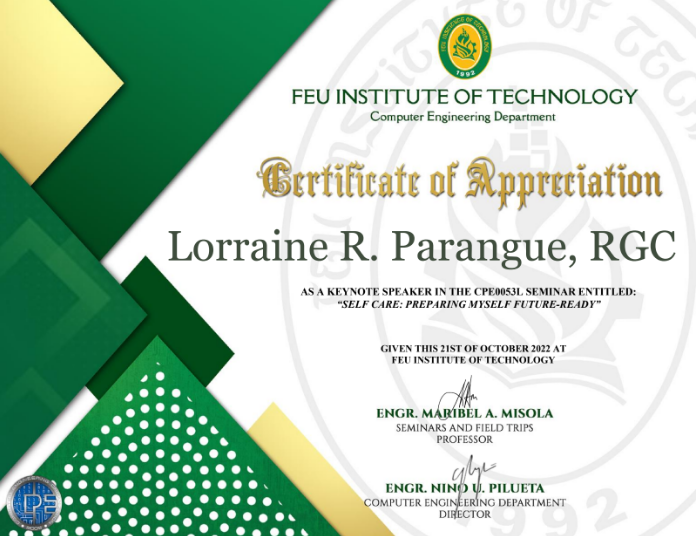 FEU INSTITUTE OF TECHNOLOGY
1992
FEU INSTITUTE OF TECHNOLOGY
Computer Engineering Department
Certificate of Appreciation
Lorraine R. Parangue, RGC
AS A KEYNOTE SPEAKER IN THE CPE0053L SEMINAR ENTITLED:
“SELF CARE: PREPARING MYSELF FUTURE-READY”
GIVEN THIS 21ST OF OCTOBER 2022 AT
FEU INSTITUTE OF TECHNOLOGY
ENGR. MARIBEL A. MISOLA
SEMINARS AND FIELD TRIPS
PROFESSOR
ENGR. NINO U. PILUETA
COMPUTER ENGINEERING DEPARTMENT
DIRECTOR
1992